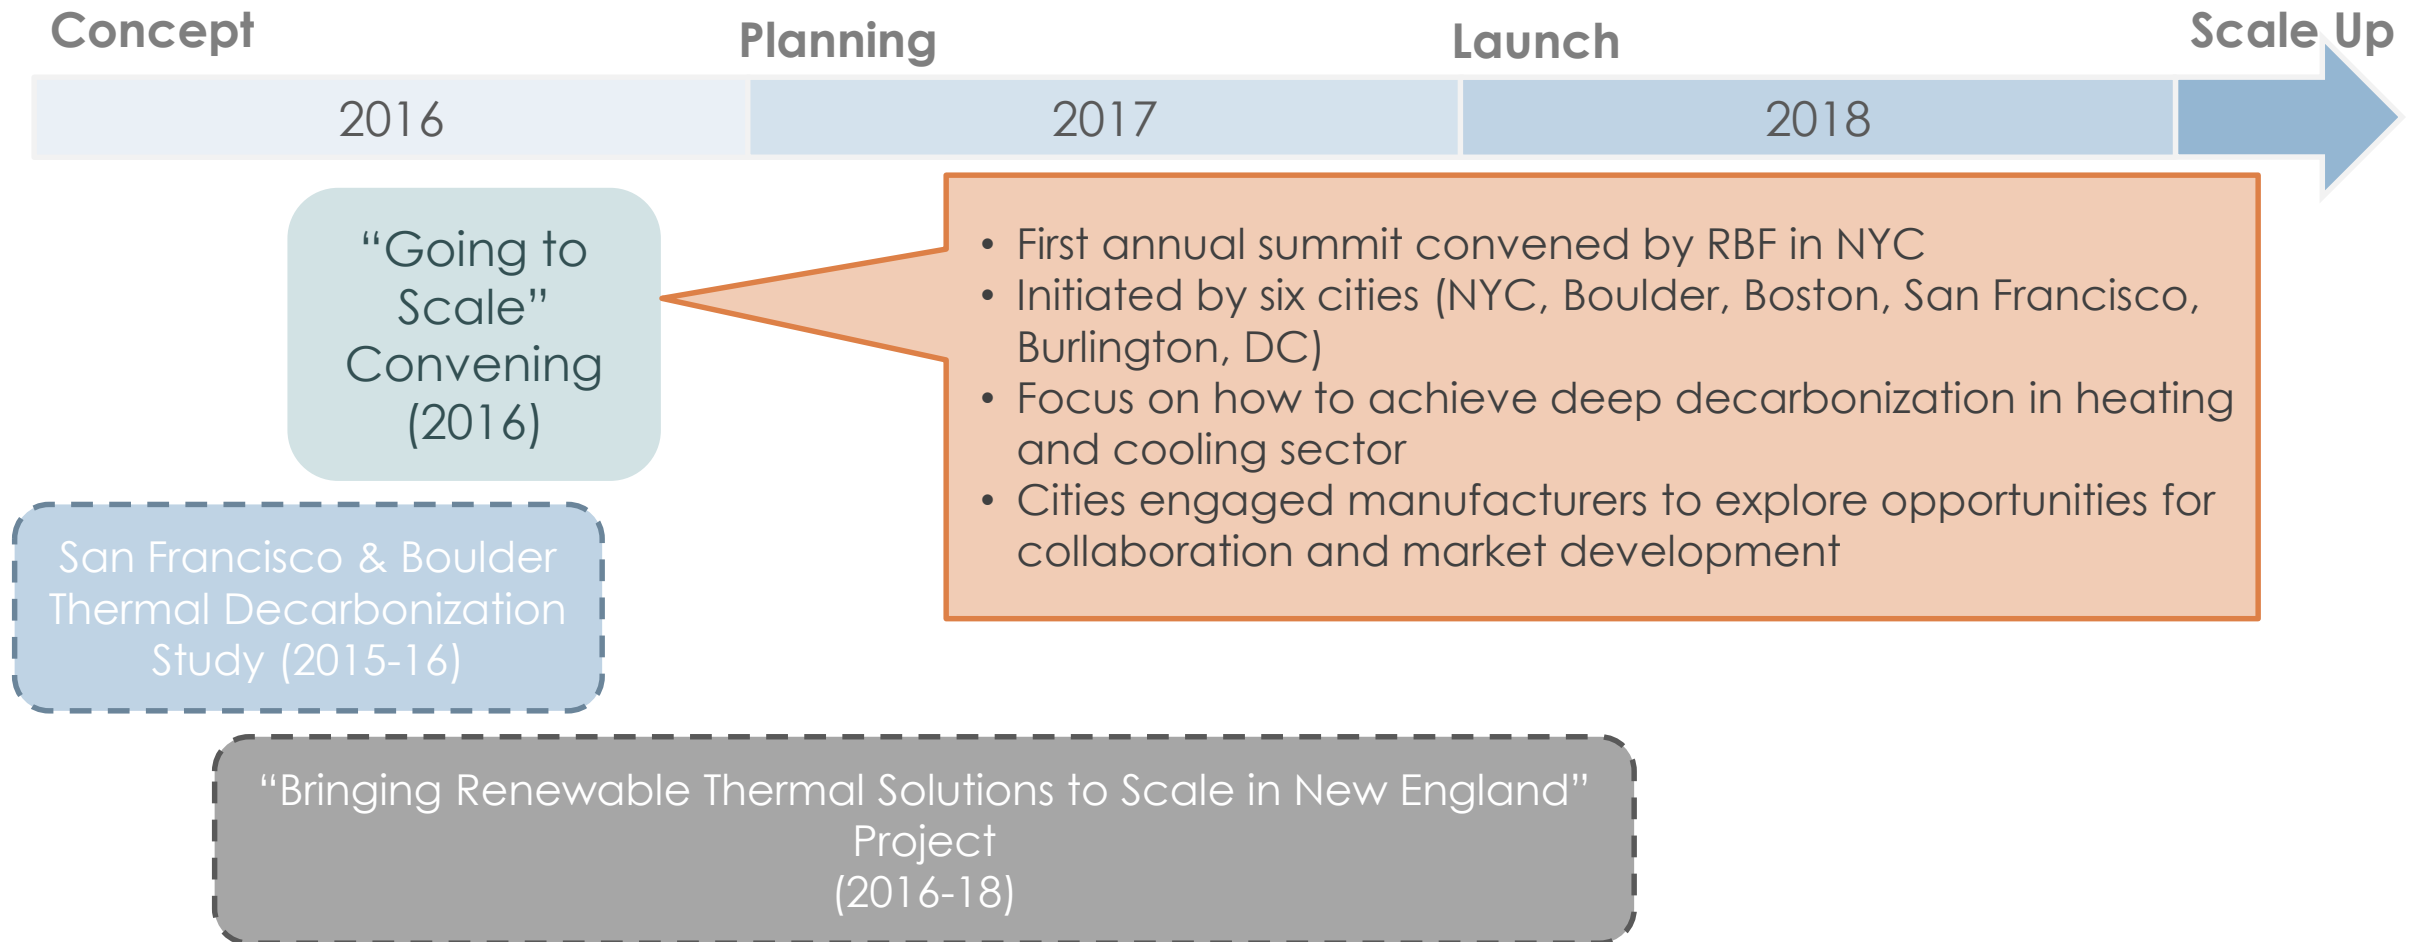 Concept
Planning
Launch
Scale Up
2016
2017
2018
“Going to
Scale”
Convening
(2016)
• First annual summit convened by RBF in NYC
• Initiated by six cities (NYC, Boulder, Boston, San Francisco,
Burlington, DC)
• Focus on how to achieve deep decarbonization in heating
and cooling sector
• Cities engaged manufacturers to explore opportunities for
collaboration and market development
San Francisco & Boulder
Thermal Decarbonization
Study (2015-16)
“Bringing Renewable Thermal Solutions to Scale in New England”
Project
(2016-18)